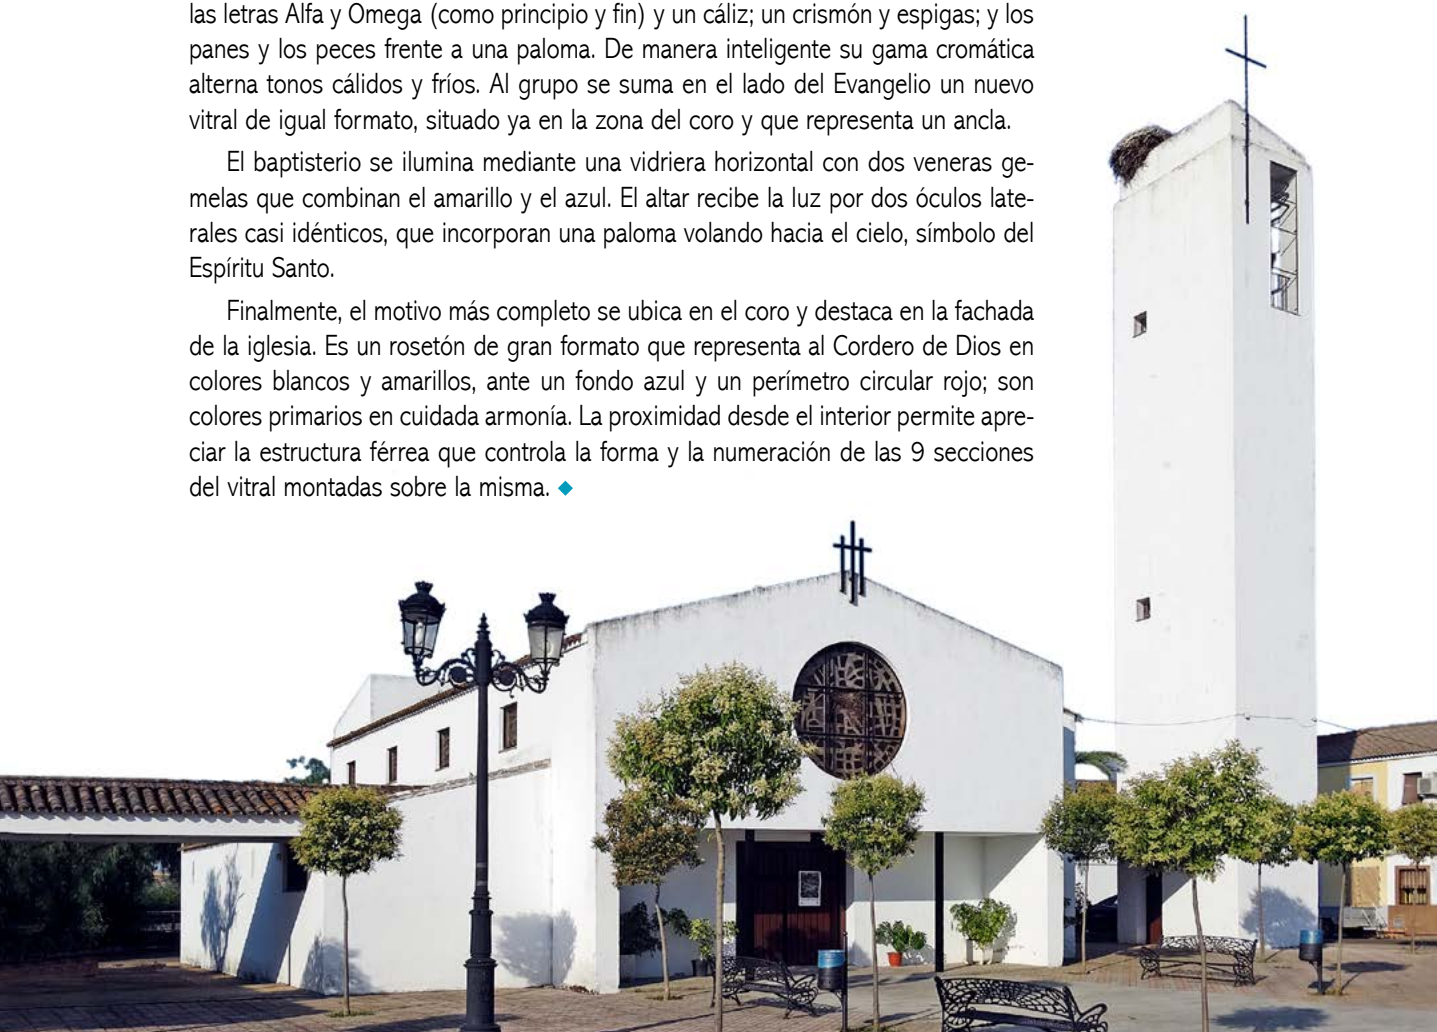 las letras Alfa y Omega (como principio y fin) y un cáliz; un crismón y espigas; y los
panes y los peces frente a una paloma. De manera inteligente su gama cromática
alterna tonos cálidos y fríos. Al grupo se suma en el lado del Evangelio un nuevo
vitral de igual formato, situado ya en la zona del coro y que representa un ancla.
El baptisterio se ilumina mediante una vidriera horizontal con dos veneras ge-
melas que combinan el amarillo y el azul. El altar recibe la luz por dos óculos late-
rales casi idénticos, que incorporan una paloma volando hacia el cielo, símbolo del
Espíritu Santo.
Finalmente, el motivo más completo se ubica en el coro y destaca en la fachada
de la iglesia. Es un rosetón de gran formato que representa al Cordero de Dios en
colores blancos y amarillos, ante un fondo azul y un perímetro circular rojo; son
colores primarios en cuidada armonía. La proximidad desde el interior permite apre-
ciar la estructura férrea que controla la forma y la numeración de las 9 secciones
del vitral montadas sobre la misma. ◆